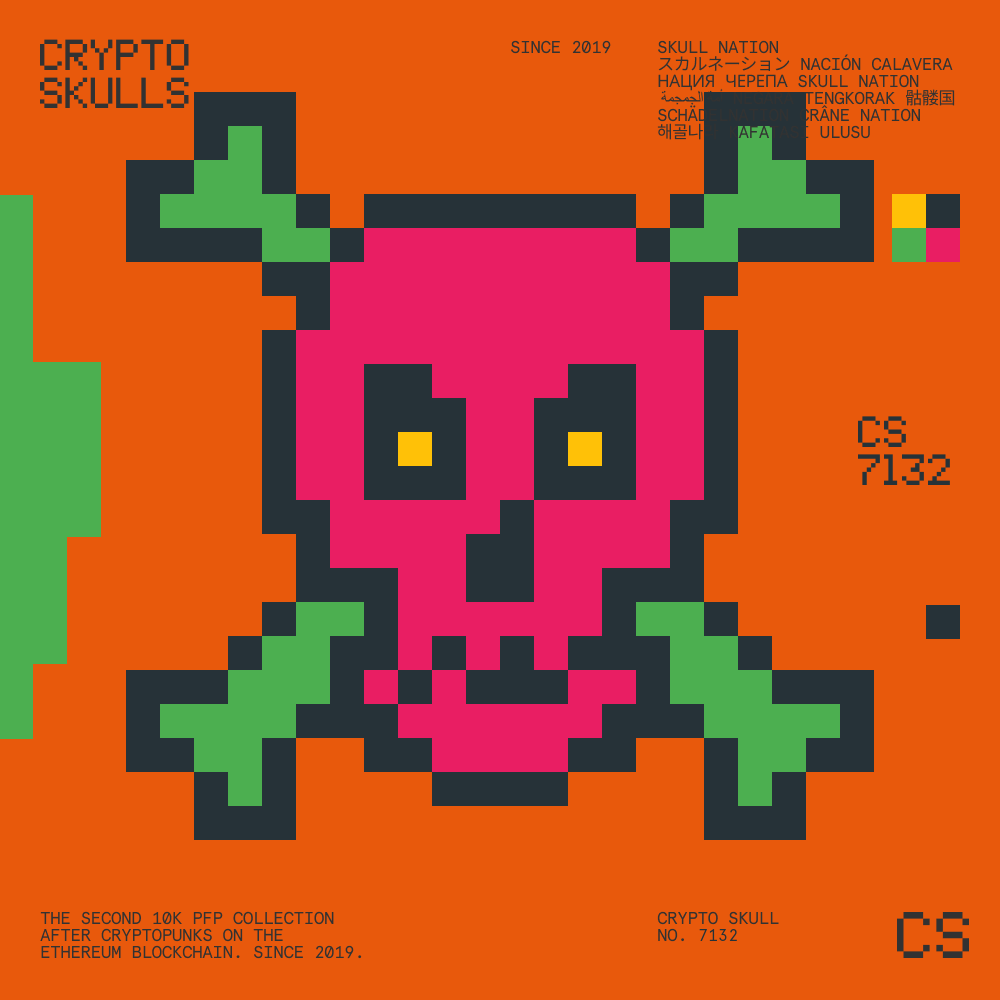 CRYPTO
SKULLS
SINCE 2019
SKULL NATION
スカルネーション NACIÓN CALAVERA
НАЦИЯ ЧЕРЕПА SKULL NATION
الجمجمة TENGKORAK 骷髅国
CRÂNE NATION
ULUSU
CS
7132
THE SECOND 10K PFP COLLECTION
AFTER CRYPTOPUNKS ON THE
ETHEREUM BLOCKCHAIN. SINCE 2019.
CRYPTO SKULL
NO. 7132
CS